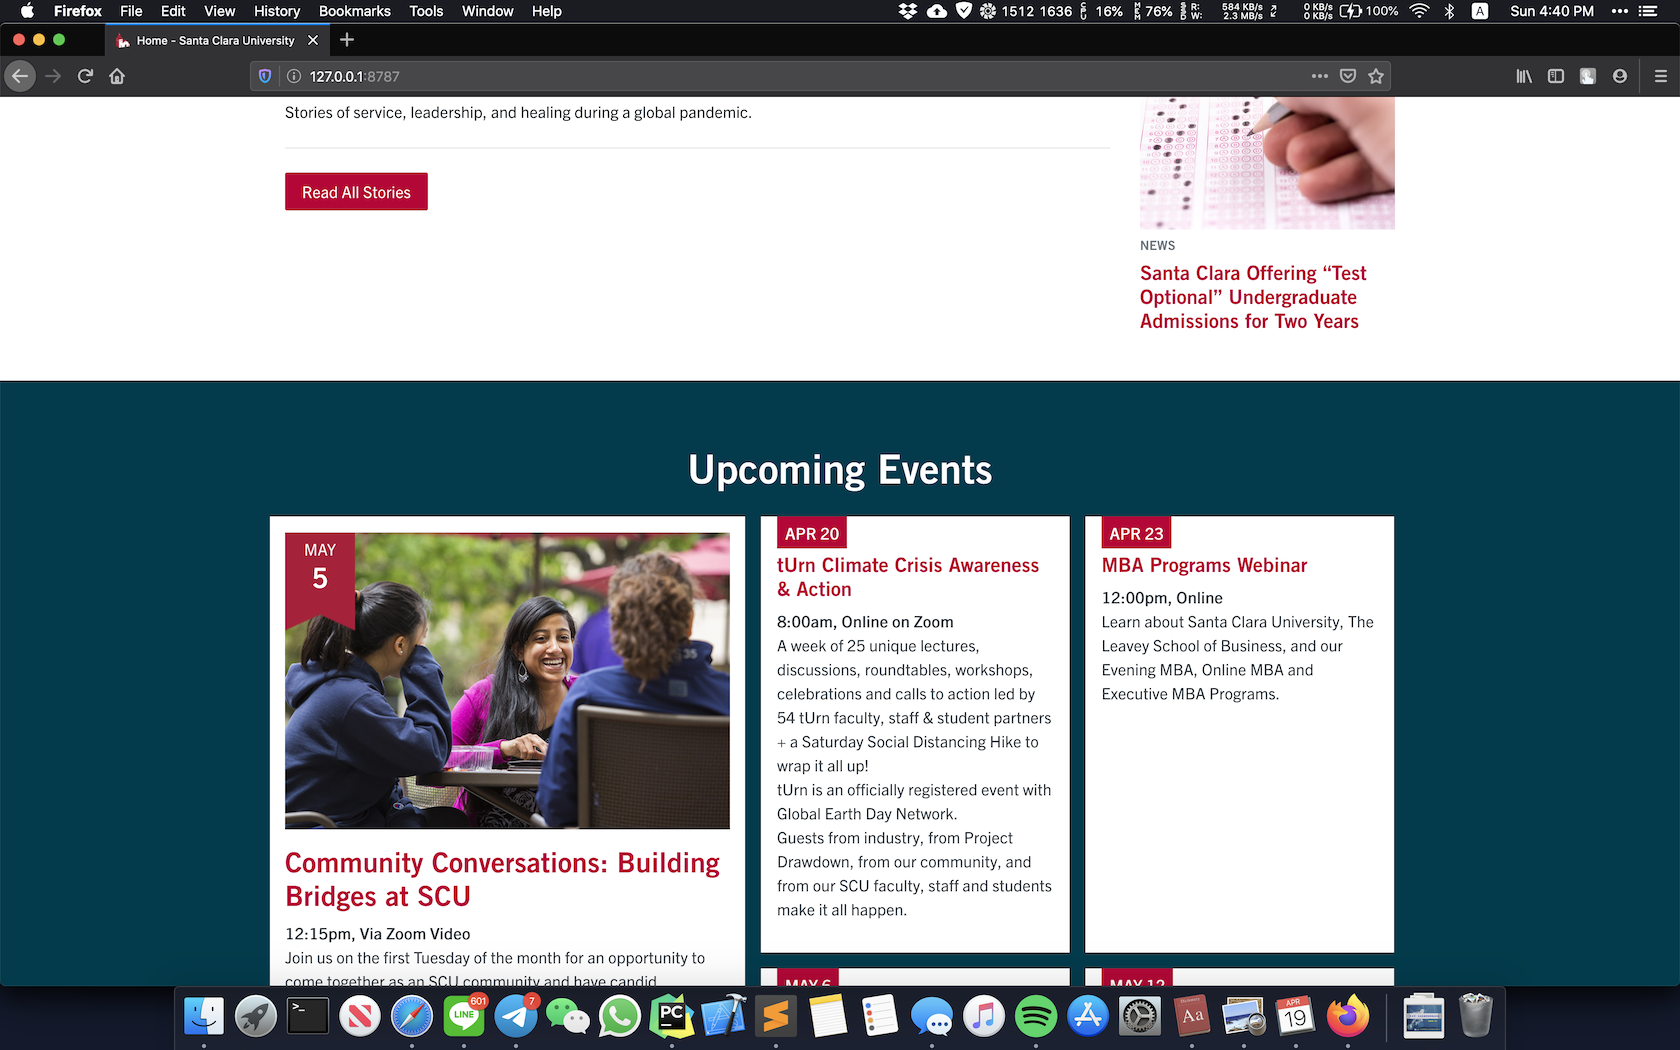 Firefox File Edit View History Bookmarks Tools Window Help
1512 1636 16% 76% R: W: 584 KB/s 2.3 MB/s 0 KB/s 0 KB/s 100% A Sun 4:40 PM
Home - Santa Clara University
127.0.0.1:8787
Stories of service, leadership, and healing during a global pandemic.
Read All Stories
NEWS
Santa Clara Offering “Test
Optional” Undergraduate
Admissions for Two Years
Upcoming Events
MAY
5
35
Community Conversations: Building
Bridges at SCU
12:15pm, Via Zoom Video
Join us on the first Tuesday of the month for an opportunity to
come together as an SCU community and have candid
APR 20
tUrn Climate Crisis Awareness
& Action
8:00am, Online on Zoom
A week of 25 unique lectures,
discussions, roundtables, workshops,
celebrations and calls to action led by
54 tUrn faculty, staff & student partners
+ a Saturday Social Distancing Hike to
wrap it all up!
tUrn is an officially registered event with
Global Earth Day Network.
Guests from industry, from Project
Drawdown, from our community, and
from our SCU faculty, staff and students
make it all happen.
APR 23
MBA Programs Webinar
12:00pm, Online
Learn about Santa Clara University, The
Leavey School of Business, and our
Evening MBA, Online MBA and
Executive MBA Programs.
MAY 6
MAY 12
601
LINE
7
PC
Aa
APR
19